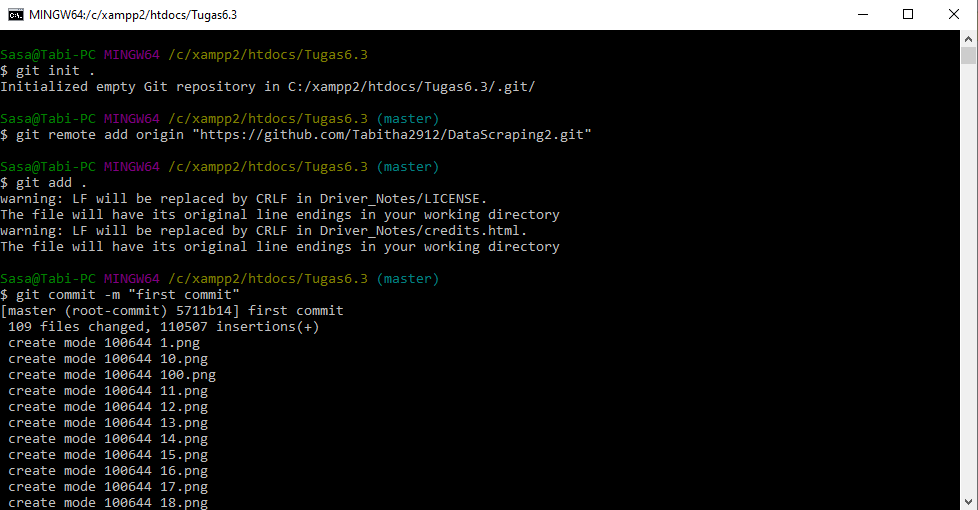 MINGW64:/c/xampp2/htdocs/Tugas6.3
Sasa@Tabi-PC MINGW64 /c/xampp2/htdocs/Tugas6.3
$ git init .
Initialized empty Git repository in C:/xampp2/htdocs/Tugas6.3/.git/
Sasa@Tabi-PC MINGW64 /c/xampp2/htdocs/Tugas6.3 (master)
$ git remote add origin "https://github.com/Tabitha2912/DataScraping2.git"
Sasa@Tabi-PC MINGW64 /c/xampp2/htdocs/Tugas6.3 (master)
$ git add .
warning: LF will be replaced by CRLF in Driver_Notes/LICENSE.
The file will have its original line endings in your working directory
warning: LF will be replaced by CRLF in Driver_Notes/credits.html.
The file will have its original line endings in your working directory
Sasa@Tabi-PC MINGW64 /c/xampp2/htdocs/Tugas6.3 (master)
$ git commit -m "first commit"
[master (root-commit) 5711b14] first commit
 109 files changed, 110507 insertions(+)
 create mode 100644 1.png
 create mode 100644 10.png
 create mode 100644 100.png
 create mode 100644 11.png
 create mode 100644 12.png
 create mode 100644 13.png
 create mode 100644 14.png
 create mode 100644 15.png
 create mode 100644 16.png
 create mode 100644 17.png
 create mode 100644 18.png